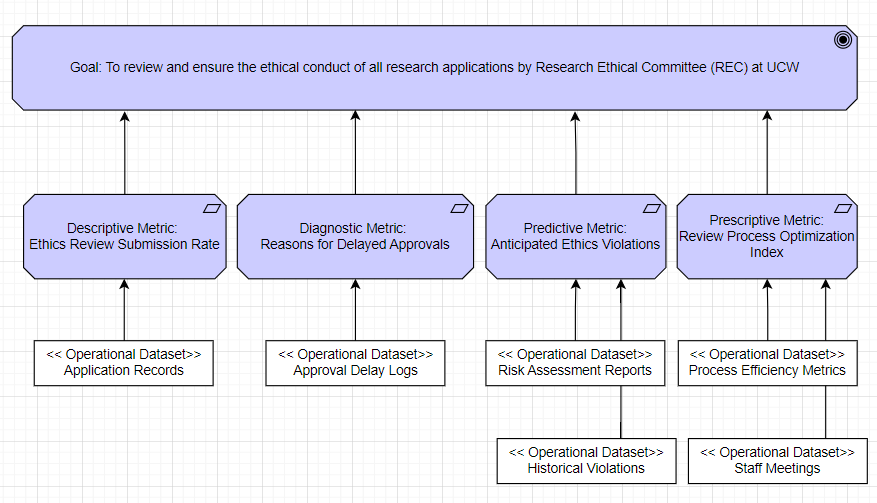 Goal: To review and ensure the ethical conduct of all research applications by Research Ethical Committee (REC) at UCW
Descriptive Metric:
Ethics Review Submission Rate
Diagnostic Metric:
Reasons for Delayed Approvals
Predictive Metric:
Anticipated Ethics Violations
Prescriptive Metric:
Review Process Optimization
Index
<< Operational Dataset>>
Application Records
<< Operational Dataset>>
Approval Delay Logs
<< Operational Dataset>>
Risk Assessment Reports
<< Operational Dataset>>
Process Efficiency Metrics
<< Operational Dataset>>
Historical Violations
<< Operational Dataset>>
Staff Meetings